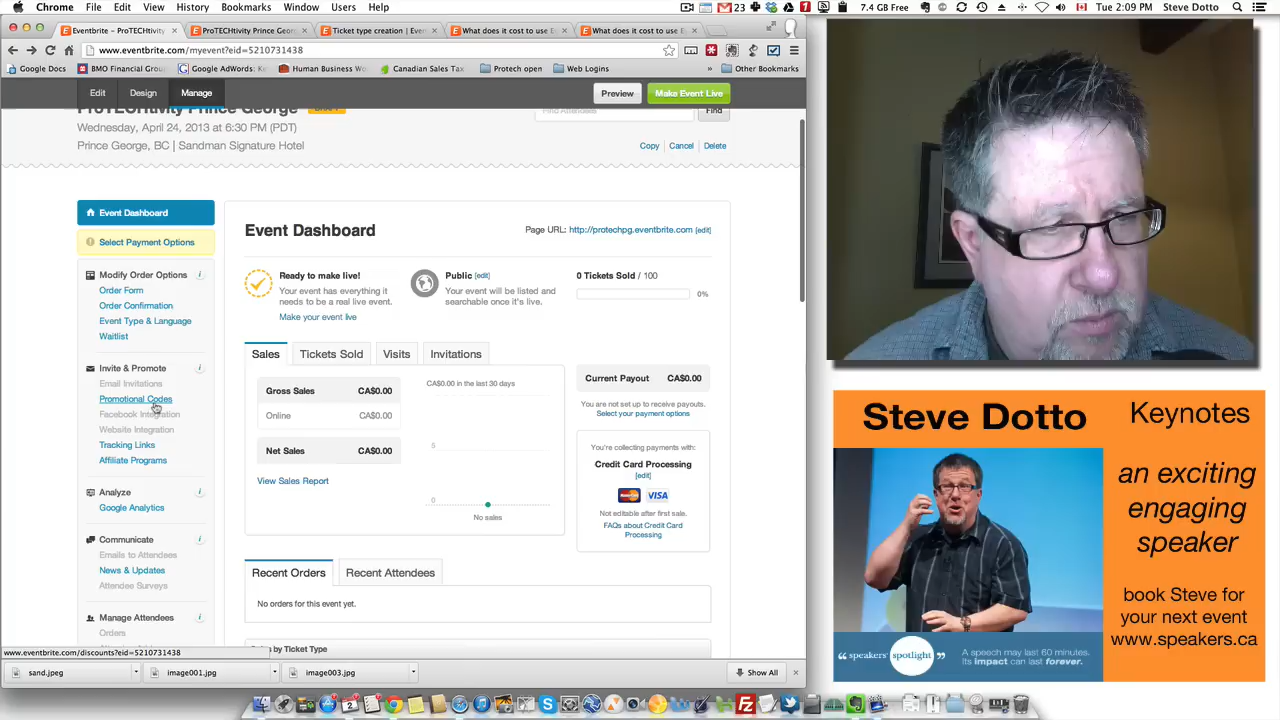 Chrome File Edit View History Bookmarks Window Users Help 23 7.4 GB Free Tue 2:09 PM Steve Dotto
Eventbrite – ProTECHtivity ProTECHtivity Prince Georg Ticket type creation | Even What does it cost to use E What does it cost to use E
www.eventbrite.com/myevent?eid=5210731438
Google Docs BMO Financial Group Google AdWords: Ke Human Business Wo Canadian Sales Tax Protech open Web Logins » Other Bookmarks
Edit Design Manage Preview Make Event Live
ProTECHtivity Prince George Find Attendees Find
Wednesday, April 24, 2013 at 6:30 PM (PDT)
Prince George, BC | Sandman Signature Hotel Copy Cancel Delete
Event Dashboard
Select Payment Options
Modify Order Options
Order Form
Order Confirmation
Event Type & Language
Waitlist
Invite & Promote
Email Invitations
Promotional Codes
Facebook Integration
Website Integration
Tracking Links
Affiliate Programs
Analyze
Google Analytics
Communicate
Emails to Attendees
News & Updates
Attendee Surveys
Manage Attendees
Orders
Event Dashboard Page URL: http://protechpg.eventbrite.com [edit]
Ready to make live!
Your event has everything it
needs to be a real live event.
Make your event live
Public [edit]
Your event will be listed and
searchable once it's live.
0 Tickets Sold / 100
0%
Sales Tickets Sold Visits Invitations
Gross Sales CA$0.00
Online CA$0.00
Net Sales CA$0.00
View Sales Report
CA$0.00 in the last 30 days
5
0
No sales
Current Payout CA$0.00
You are not set up to receive payouts.
Select your payment options
You're collecting payments with:
Credit Card Processing
[edit]
MasterCard VISA
Not editable after first sale.
FAQs about Credit Card
Processing
Recent Orders Recent Attendees
No orders for this event yet.
Sales by Ticket Type
www.eventbrite.com/discounts?eid=5210731438
sand.jpeg image001.jpg image003.jpg Show All
Steve Dotto Keynotes
an exciting
engaging
speaker
book Steve for
your next event
www.speakers.ca
speakers' spotlight
A speech may last 60 minutes.
Its impact can last forever.